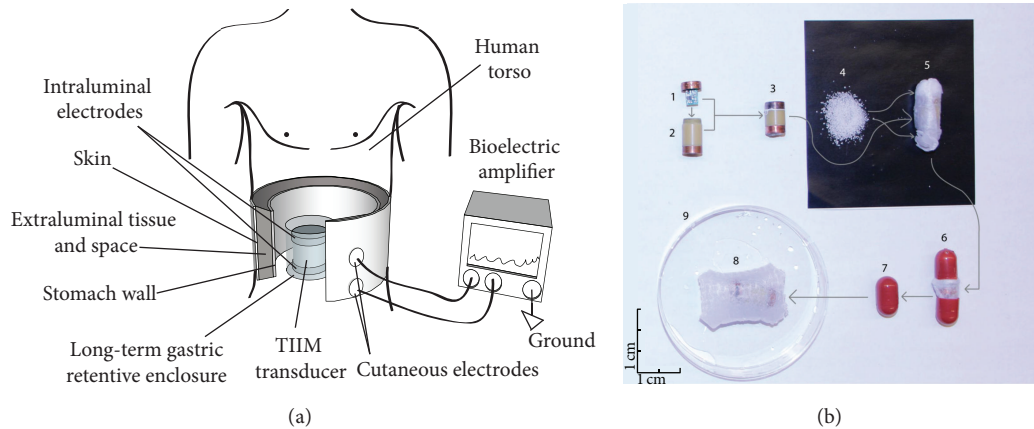 Human
torso
Intraluminal
electrodes
Skin
Extraluminal tissue
and space
Stomach wall
Long-term gastric
retentive enclosure
TIIM
transducer
Cutaneous electrodes
Bioelectric
amplifier
Ground
(a)
1
2
3
4
5
6
7
8
9
1 cm
1 cm
(b)